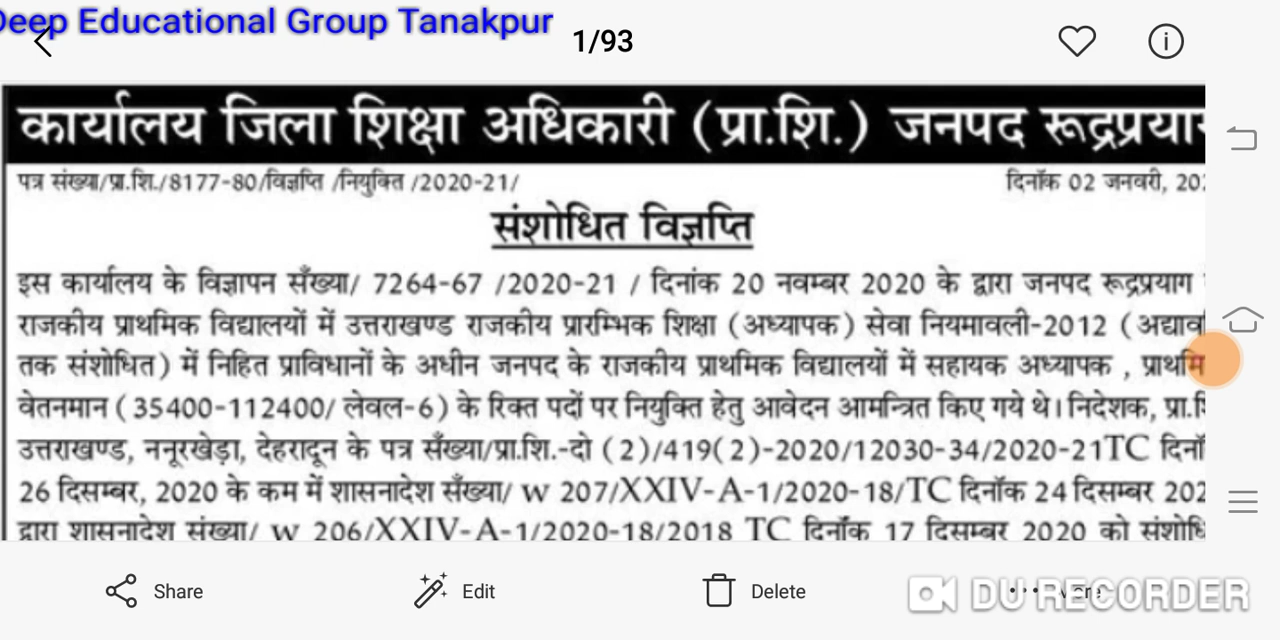 Deep Educational Group Tanakpur
1/93
कार्यालय जिला शिक्षा अधिकारी (प्रा.शि.) जनपद रूद्रप्रयाग
पत्र संख्या/प्रा.शि./8177-80/विज्ञप्ति /नियुक्ति /2020-21/ दिनाँक 02 जनवरी, 20
संशोधित विज्ञप्ति
इस कार्यालय के विज्ञापन सँख्या/ 7264-67 /2020-21 / दिनांक 20 नवम्बर 2020 के द्वारा जनपद रूद्रप्रयाग
राजकीय प्राथमिक विद्यालयों में उत्तराखण्ड राजकीय प्रारम्भिक शिक्षा (अध्यापक) सेवा नियमावली-2012 (अद्याव
तक संशोधित) में निहित प्राविधानों के अधीन जनपद के राजकीय प्राथमिक विद्यालयों में सहायक अध्यापक , प्राथमि
वेतनमान (35400-112400/ लेवल-6) के रिक्त पदों पर नियुक्ति हेतु आवेदन आमन्त्रित किए गये थे। निदेशक, प्रा.शि
उत्तराखण्ड, ननूरखेड़ा, देहरादून के पत्र सँख्या/प्रा.शि.-दो (2)/419(2)-2020/12030-34/2020-21TC दिनाँ
26 दिसम्बर, 2020 के कम में शासनादेश सँख्या/ w 207/XXIV-A-1/2020-18/TC दिनाँक 24 दिसम्बर 202
द्वारा शासनादेश संख्या/ w 206/XXIV-A-1/2020-18/2018 TC दिनाँक 17 दिसम्बर 2020 को संशोधि
Share Edit Delete More
DU RECORDER